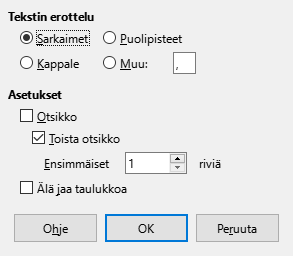 Tekstin erottelu
Sarkaimet Puolipisteet
Kappale Muu: ,
Asetukset
Otsikko
Toista otsikko
Ensimmäiset 1 riviä
Älä jaa taulukkoa
Ohje OK Peruuta